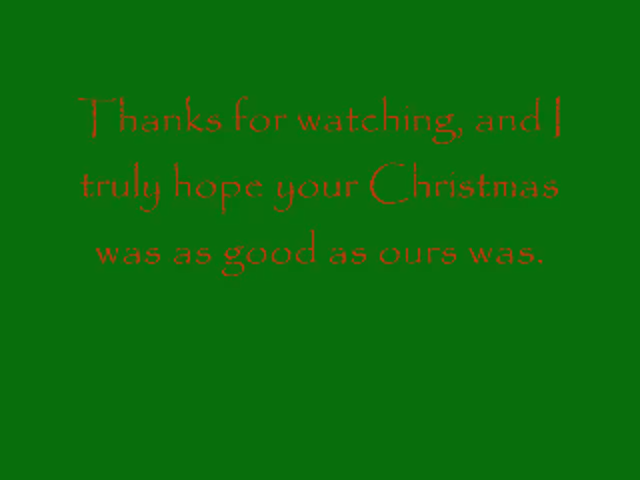 Thanks for watching, and I
truly hope your Christmas
was as good as ours was.